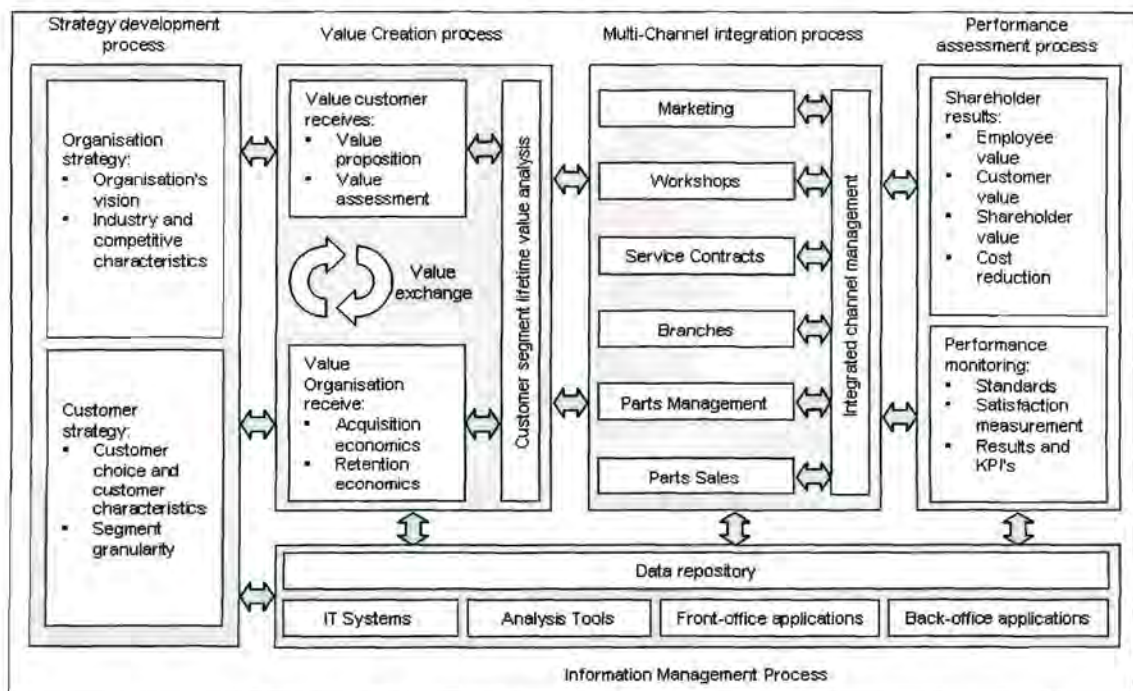 Strategy development
process
Value Creation process
Multi-Channel integration process
Performance
assessment process
Organisation
strategy:
▪ Organisation's
vision
▪ Industry and
competitive
characteristics
Customer
strategy:
▪ Customer
choice and
customer
characteristics
▪ Segment
granularity
Value customer
receives:
▪ Value
proposition
▪ Value
assessment
Value
exchange
Value
Organisation
receive:
▪ Acquisition
economics
▪ Retention
economics
Customer segment lifetime value analysis
Marketing
Workshops
Service Contracts
Branches
Parts Management
Parts Sales
Integrated channel management
Shareholder
results:
▪ Employee
value
▪ Customer
value
▪ Shareholder
value
▪ Cost
reduction
Performance
monitoring:
▪ Standards
▪ Satisfaction
measurement
▪ Results and
KPI's
Data repository
IT Systems
Analysis Tools
Front-office applications
Back-office applications
Information Management Process